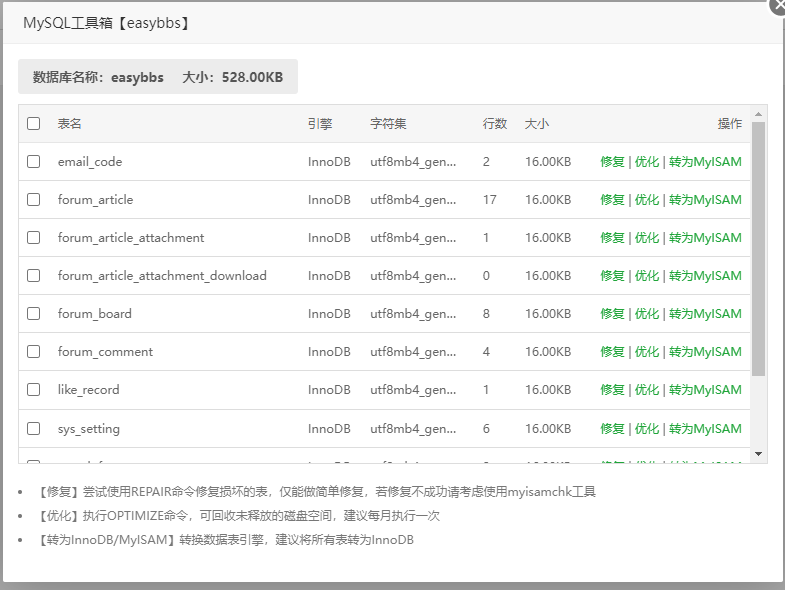 MySQL工具箱【easybbs】
数据库名称：easybbs 大小：528.00KB
表名 引擎 字符集 行数 大小 操作
email_code InnoDB utf8mb4_gen... 2 16.00KB 修复 | 优化 | 转为MyISAM
forum_article InnoDB utf8mb4_gen... 17 16.00KB 修复 | 优化 | 转为MyISAM
forum_article_attachment InnoDB utf8mb4_gen... 1 16.00KB 修复 | 优化 | 转为MyISAM
forum_article_attachment_download InnoDB utf8mb4_gen... 0 16.00KB 修复 | 优化 | 转为MyISAM
forum_board InnoDB utf8mb4_gen... 8 16.00KB 修复 | 优化 | 转为MyISAM
forum_comment InnoDB utf8mb4_gen... 4 16.00KB 修复 | 优化 | 转为MyISAM
like_record InnoDB utf8mb4_gen... 1 16.00KB 修复 | 优化 | 转为MyISAM
sys_setting InnoDB utf8mb4_gen... 6 16.00KB 修复 | 优化 | 转为MyISAM
【修复】尝试使用REPAIR命令修复损坏的表，仅能做简单修复，若修复不成功请考虑使用myisamchk工具
【优化】执行OPTIMIZE命令，可回收未释放的磁盘空间，建议每月执行一次
【转为InnoDB/MyISAM】转换数据表引擎，建议将所有表转为InnoDB